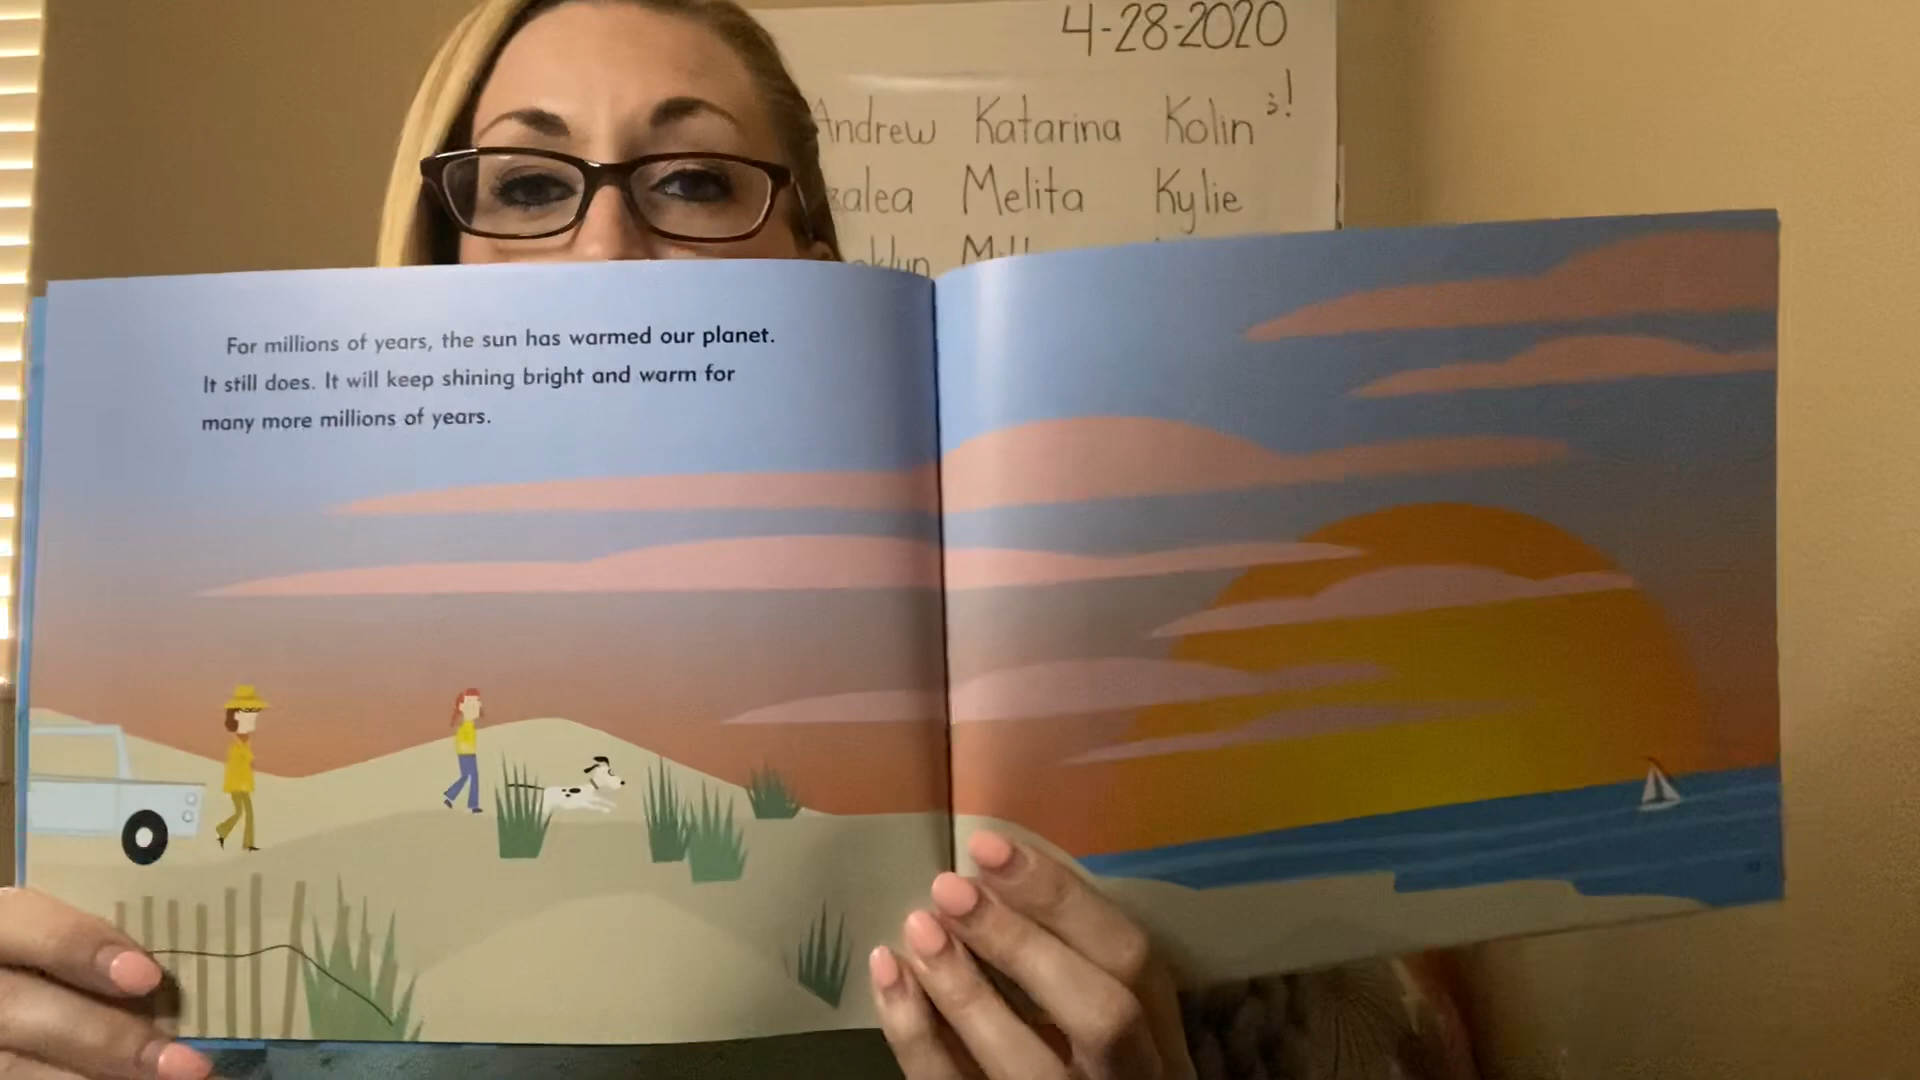 4-28-2020
Andrew Katarina Kolin
Melita Kylie
For millions of years, the sun has warmed our planet.
It still does. It will keep shining bright and warm for
many more millions of years.